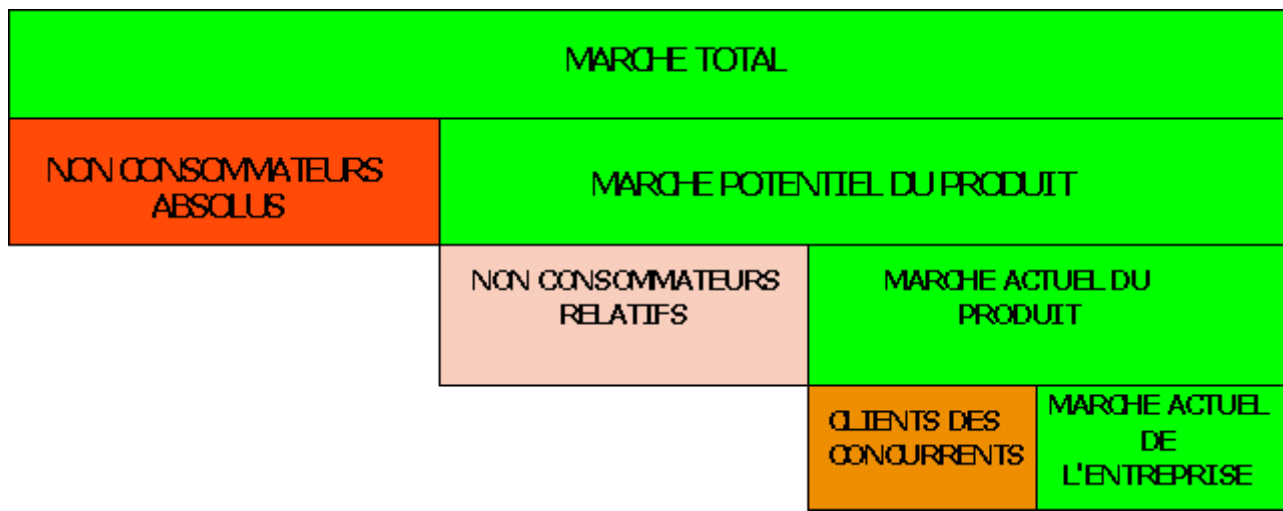 MARCHE TOTAL
NON CONSOMMATEURS
ABSOLUS
MARCHE POTENTIEL DU PRODUIT
NON CONSOMMATEURS
RELATIFS
MARCHE ACTUEL DU
PRODUIT
CLIENTS DES
CONCURRENTS
MARCHE ACTUEL
DE
L'ENTREPRISE